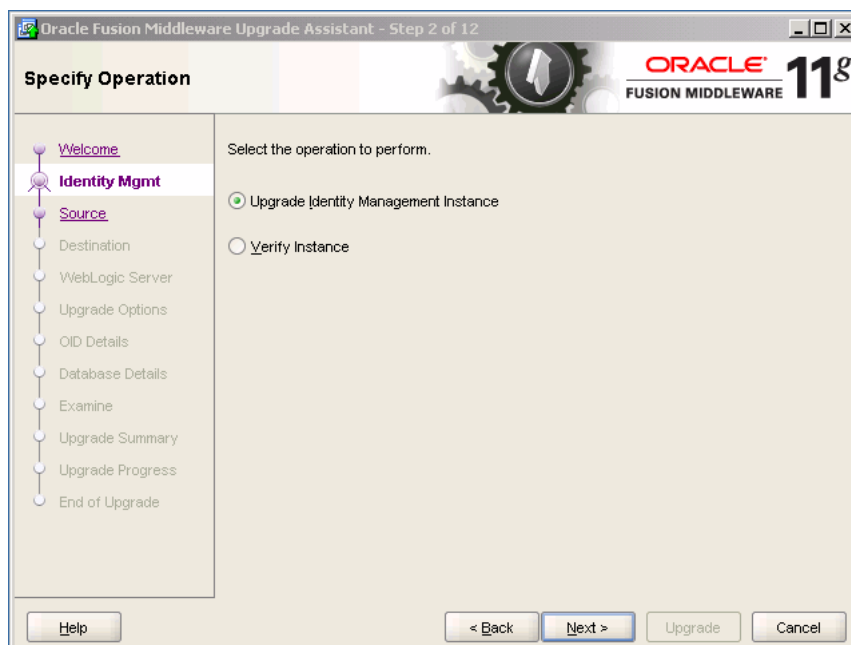 Oracle Fusion Middleware Upgrade Assistant - Step 2 of 12
Specify Operation
ORACLE
FUSION MIDDLEWARE
11g
Welcome
Identity Mgmt
Source
Destination
WebLogic Server
Upgrade Options
OID Details
Database Details
Examine
Upgrade Summary
Upgrade Progress
End of Upgrade
Select the operation to perform.
Upgrade Identity Management Instance
Verify Instance
Help
< Back
Next >
Upgrade
Cancel